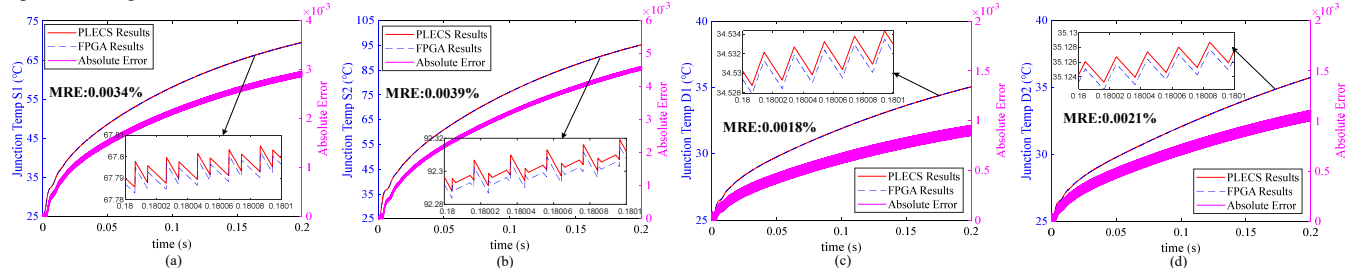 75
65
55
45
35
25
Junction Temp S1 (℃)
4
3
2
1
0
×10⁻³
Absolute Error
PLECS Results
FPGA Results
Absolute Error
MRE:0.0034%
67.81
67.8
67.79
67.78
0.18 0.18002 0.18004 0.18006 0.18008 0.1801
0 0.05 0.1 0.15 0.2
time (s)
(a)
105
95
85
75
65
55
45
35
25
Junction Temp S2 (℃)
6
5
4
3
2
1
0
×10⁻³
Absolute Error
PLECS Results
FPGA Results
Absolute Error
MRE:0.0039%
92.32
92.3
92.28
0.18 0.18002 0.18004 0.18006 0.18008 0.1801
0 0.05 0.1 0.15 0.2
time (s)
(b)
40
35
30
25
Junction Temp D1 (℃)
2
1.5
1
0.5
0
×10⁻³
Absolute Error
34.534
34.532
34.53
34.528
0.18 0.18002 0.18004 0.18006 0.18008 0.1801
MRE:0.0018%
PLECS Results
FPGA Results
Absolute Error
0 0.05 0.1 0.15 0.2
time (s)
(c)
40
35
30
25
Junction Temp D2 (℃)
2
1.5
1
0.5
0
×10⁻³
Absolute Error
35.13
35.128
35.126
35.124
0.18 0.18002 0.18004 0.18006 0.18008 0.1801
MRE:0.0021%
PLECS Results
FPGA Results
Absolute Error
0 0.05 0.1 0.15 0.2
time (s)
(d)